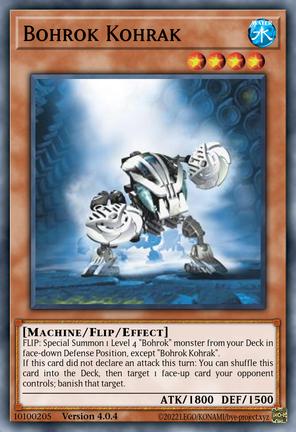 Bohrok Kohrak
WATER
水
[Machine/Flip/Effect]
FLIP: Special Summon 1 Level 4 "Bohrok" monster from your Deck in
face-down Defense Position, except "Bohrok Kohrak".
If this card did not declare an attack this turn: You can shuffle this
card into the Deck, then target 1 face-up card your opponent
controls; banish that target.
ATK/1800 DEF/1500
10100205 Version 4.0.4 ©2022LEGO/KONAMI/bye-project.xyz